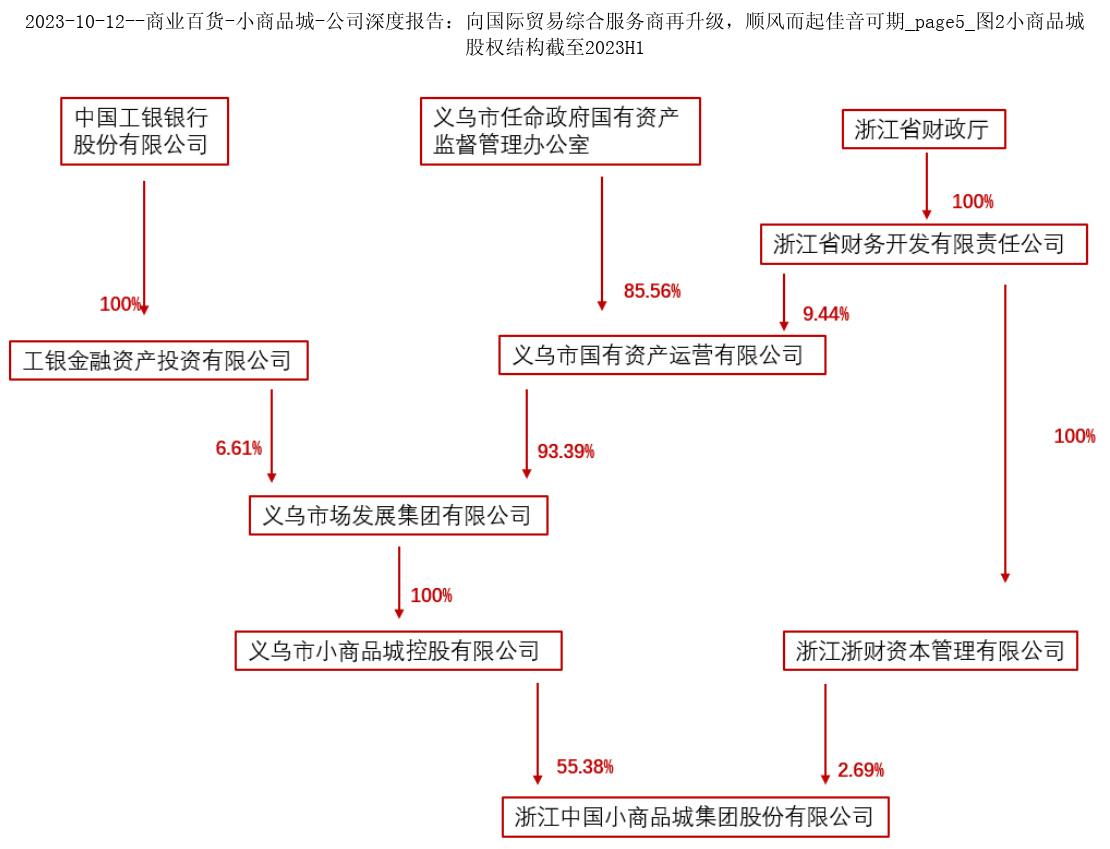 2023-10-12--商业百货-小商品城-公司深度报告：向国际贸易综合服务商再升级，顺风而起佳音可期_page5_图2小商品城
股权结构截至2023H1
中国工银银行
股份有限公司
义乌市任命政府国有资产
监督管理办公室
浙江省财政厅
100%
浙江省财务开发有限责任公司
100%
85.56%
9.44%
工银金融资产投资有限公司
义乌市国有资产运营有限公司
100%
6.61%
93.39%
义乌市场发展集团有限公司
100%
义乌市小商品城控股有限公司
浙江浙财资本管理有限公司
55.38%
2.69%
浙江中国小商品城集团股份有限公司